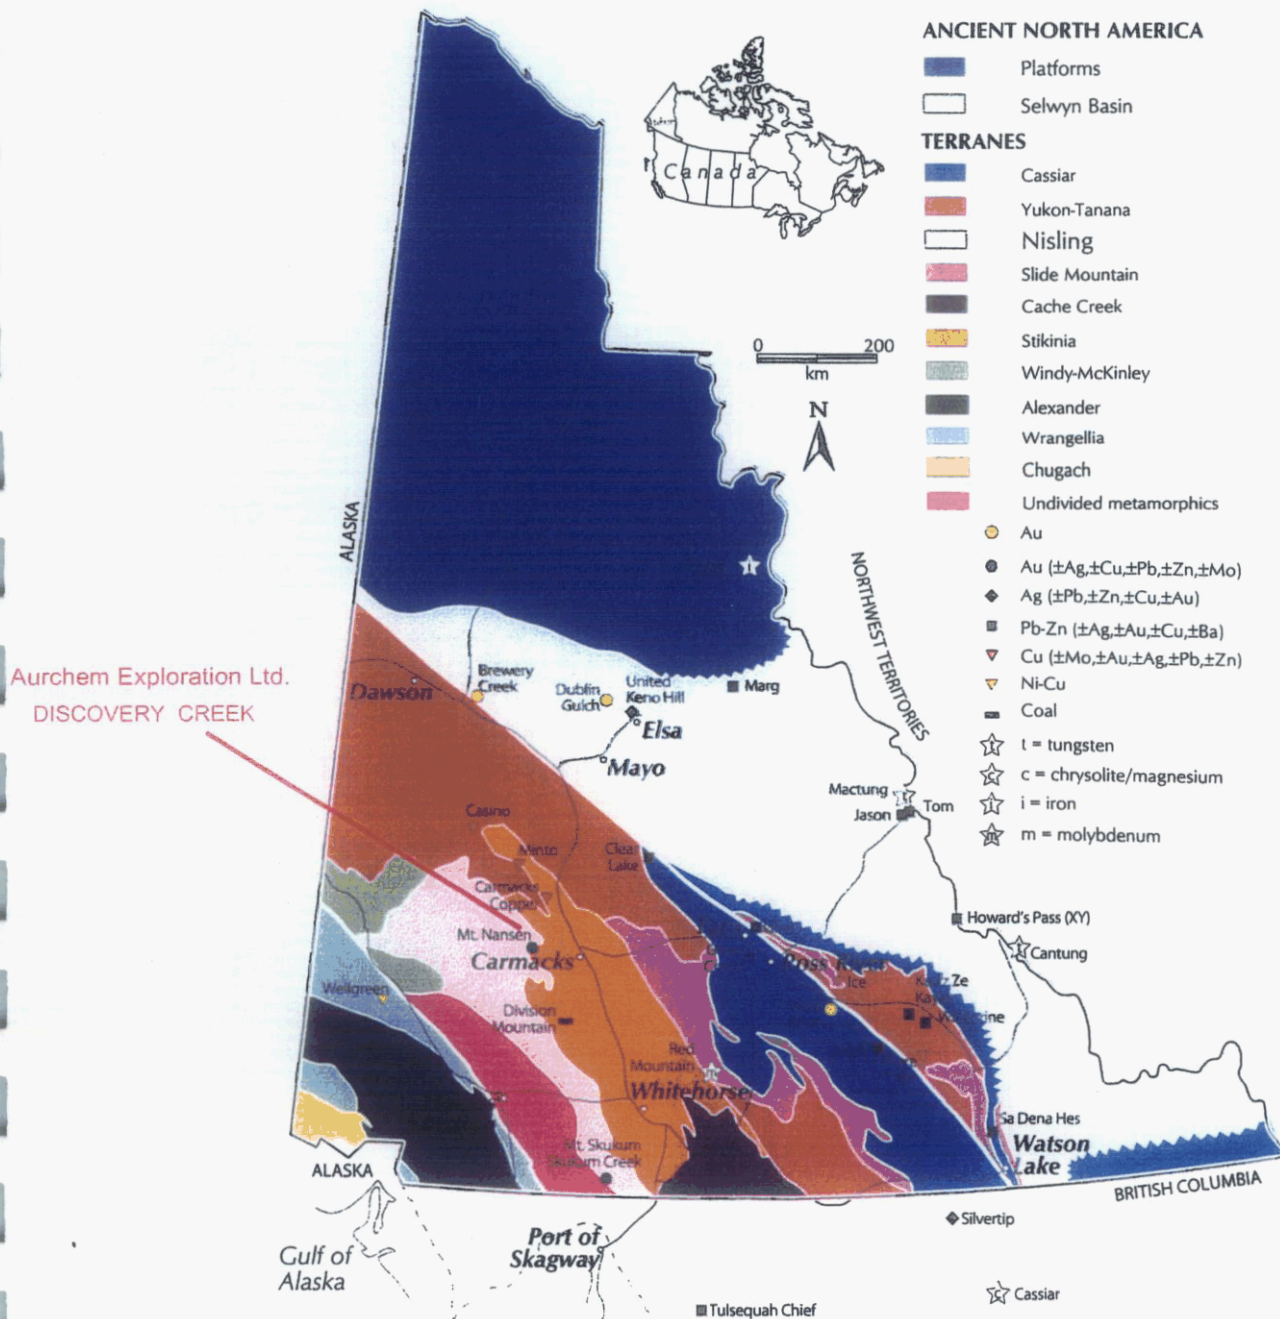 ANCIENT NORTH AMERICA
Platforms
Selwyn Basin
TERRANES
Cassiar
Yukon-Tanana
Nisling
Slide Mountain
Cache Creek
Stikinia
Windy-McKinley
Alexander
Wrangellia
Chugach
Undivided metamorphics
Au
Au (±Ag,±Cu,±Pb,±Zn,±Mo)
Ag (±Pb,±Zn,±Cu,±Au)
Pb-Zn (±Ag,±Au,±Cu,±Ba)
Cu (±Mo,±Au,±Ag,±Pb,±Zn)
Ni-Cu
Coal
t t = tungsten
c c = chrysolite/magnesium
i i = iron
m m = molybdenum
Canada
0 200
km
N
ALASKA
NORTHWEST TERRITORIES
Aurchem Exploration Ltd.
DISCOVERY CREEK
Dawson
Brewery
Creek
Dublin
Gulch
United
Keno Hill
Marg
Elsa
Mayo
Mactung
Jason
Tom
Casino
Minto
Clear
Lake
Carmacks
Copper
Mt. Nansen
Carmacks
Howard's Pass (XY)
Cantung
Ross
Ice
Ze
Wellgreen
Division
Mountain
Red
Mountain
Whitehorse
Sa Dena Hes
Watson
Lake
Mt. Skukum
Skukum Creek
ALASKA
BRITISH COLUMBIA
Silvertip
Port of
Skagway
Gulf of
Alaska
c Cassiar
Tulsequah Chief